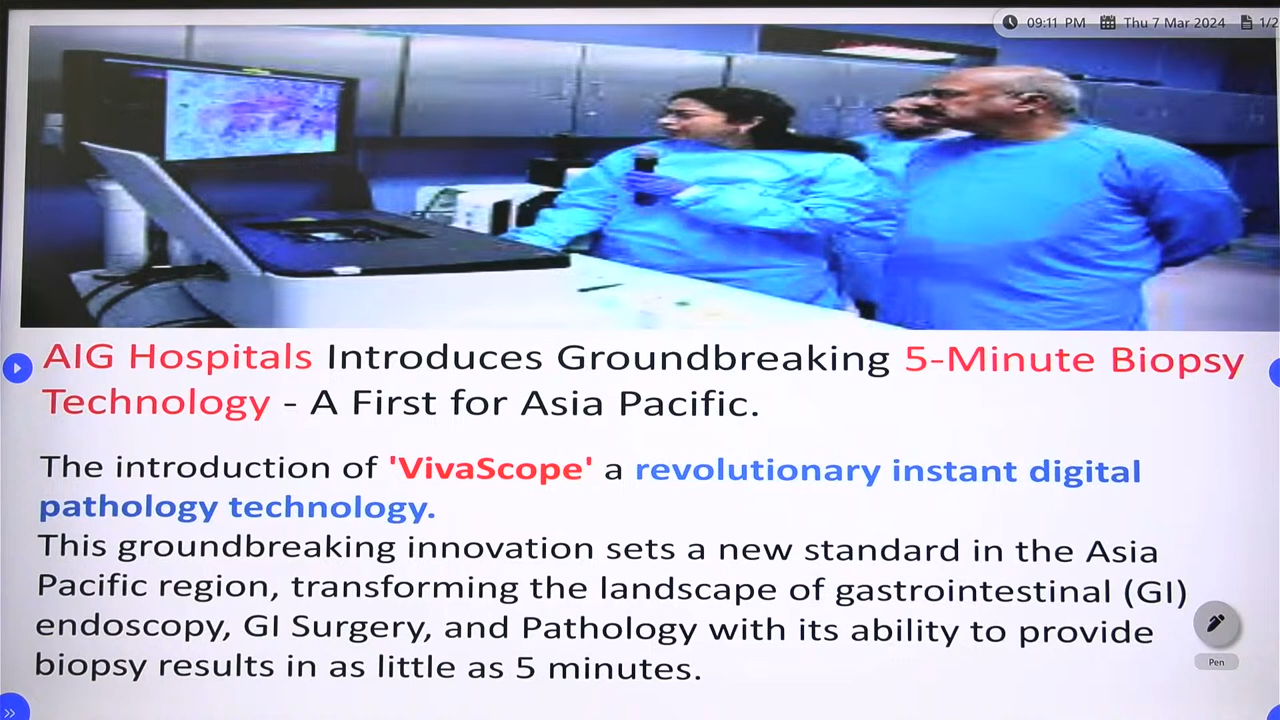 09:11 PM Thu 7 Mar 2024 1/2
AIG Hospitals Introduces Groundbreaking 5-Minute Biopsy
Technology - A First for Asia Pacific.
The introduction of 'VivaScope' a revolutionary instant digital
pathology technology.
This groundbreaking innovation sets a new standard in the Asia
Pacific region, transforming the landscape of gastrointestinal (GI)
endoscopy, GI Surgery, and Pathology with its ability to provide
biopsy results in as little as 5 minutes.
Pen